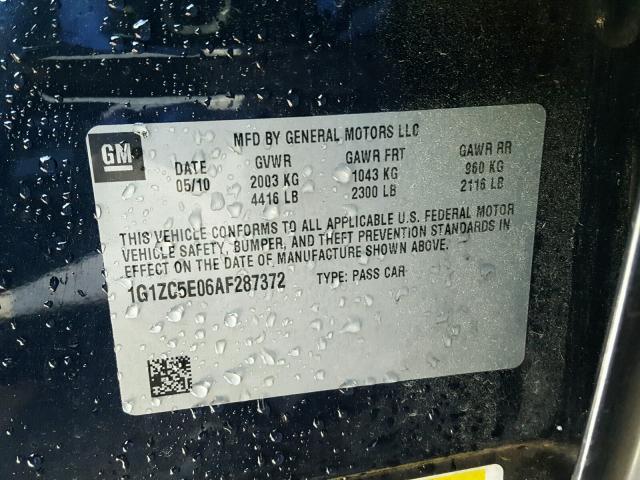 GM
MFD BY GENERAL MOTORS LLC
DATE GVWR GAWR FRT GAWR RR
05/10 2003 KG 1043 KG 960 KG
4416 LB 2300 LB 2116 LB
THIS VEHICLE CONFORMS TO ALL APPLICABLE U.S. FEDERAL MOTOR
VEHICLE SAFETY, BUMPER, AND THEFT PREVENTION STANDARDS IN
EFFECT ON THE DATE OF MANUFACTURE SHOWN ABOVE.
1G1ZC5E06AF287372 TYPE: PASS CAR